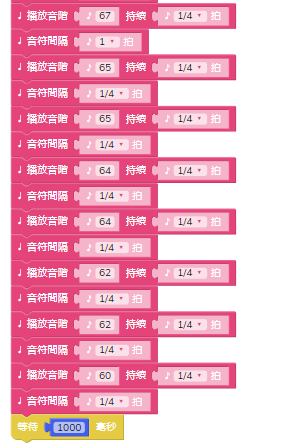 ♩ 播放音階 ♪ 67 持續 ♪ 1/4 ▾ 拍
♩ 音符間隔 ♪ 1 ▾ 拍
♩ 播放音階 ♪ 65 持續 ♪ 1/4 ▾ 拍
♩ 音符間隔 ♪ 1/4 ▾ 拍
♩ 播放音階 ♪ 65 持續 ♪ 1/4 ▾ 拍
♩ 音符間隔 ♪ 1/4 ▾ 拍
♩ 播放音階 ♪ 64 持續 ♪ 1/4 ▾ 拍
♩ 音符間隔 ♪ 1/4 ▾ 拍
♩ 播放音階 ♪ 64 持續 ♪ 1/4 ▾ 拍
♩ 音符間隔 ♪ 1/4 ▾ 拍
♩ 播放音階 ♪ 62 持續 ♪ 1/4 ▾ 拍
♩ 音符間隔 ♪ 1/4 ▾ 拍
♩ 播放音階 ♪ 62 持續 ♪ 1/4 ▾ 拍
♩ 音符間隔 ♪ 1/4 ▾ 拍
♩ 播放音階 ♪ 60 持續 ♪ 1/4 ▾ 拍
♩ 音符間隔 ♪ 1/4 ▾ 拍
等待 1000 毫秒